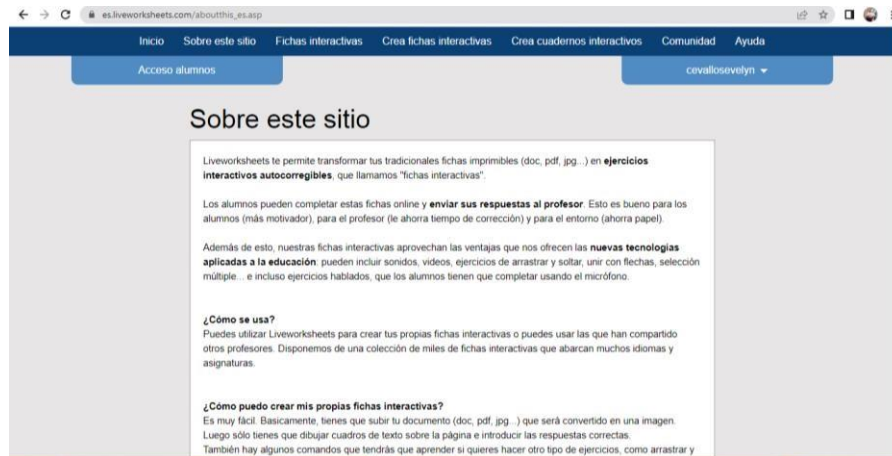 es.liveworksheets.com/aboutthis_es.asp
Inicio Sobre este sitio Fichas interactivas Crea fichas interactivas Crea cuadernos interactivos Comunidad Ayuda
Acceso alumnos cevallosevelyn
Sobre este sitio
Liveworksheets te permite transformar tus tradicionales fichas imprimibles (doc, pdf, jpg...) en ejercicios
interactivos autocorregibles, que llamamos "fichas interactivas".
Los alumnos pueden completar estas fichas online y enviar sus respuestas al profesor. Esto es bueno para los
alumnos (más motivador), para el profesor (le ahorra tiempo de corrección) y para el entorno (ahorra papel).
Además de esto, nuestras fichas interactivas aprovechan las ventajas que nos ofrecen las nuevas tecnologías
aplicadas a la educación: pueden incluir sonidos, videos, ejercicios de arrastrar y soltar, unir con flechas, selección
múltiple... e incluso ejercicios hablados, que los alumnos tienen que completar usando el micrófono.
¿Cómo se usa?
Puedes utilizar Liveworksheets para crear tus propias fichas interactivas o puedes usar las que han compartido
otros profesores. Disponemos de una colección de miles de fichas interactivas que abarcan muchos idiomas y
asignaturas.
¿Cómo puedo crear mis propias fichas interactivas?
Es muy fácil. Basicamente, tienes que subir tu documento (doc, pdf, jpg...) que será convertido en una imagen.
Luego sólo tienes que dibujar cuadros de texto sobre la página e introducir las respuestas correctas.
También hay algunos comandos que tendrás que aprender si quieres hacer otro tipo de ejercicios, como arrastrar y